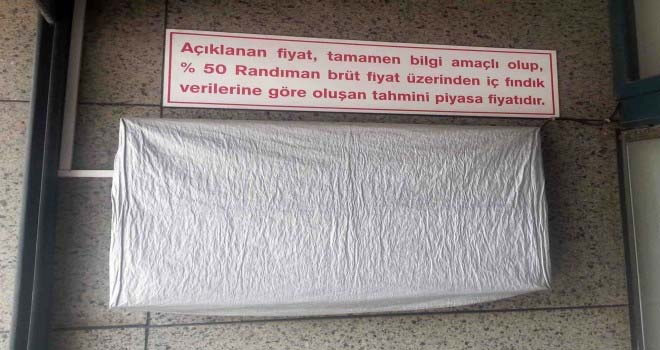 Açıklanan fiyat, tamamen bilgi amaçlı olup,
% 50 Randıman brüt fiyat üzerinden iç fındık
verilerine göre oluşan tahmini piyasa fiyatıdır.